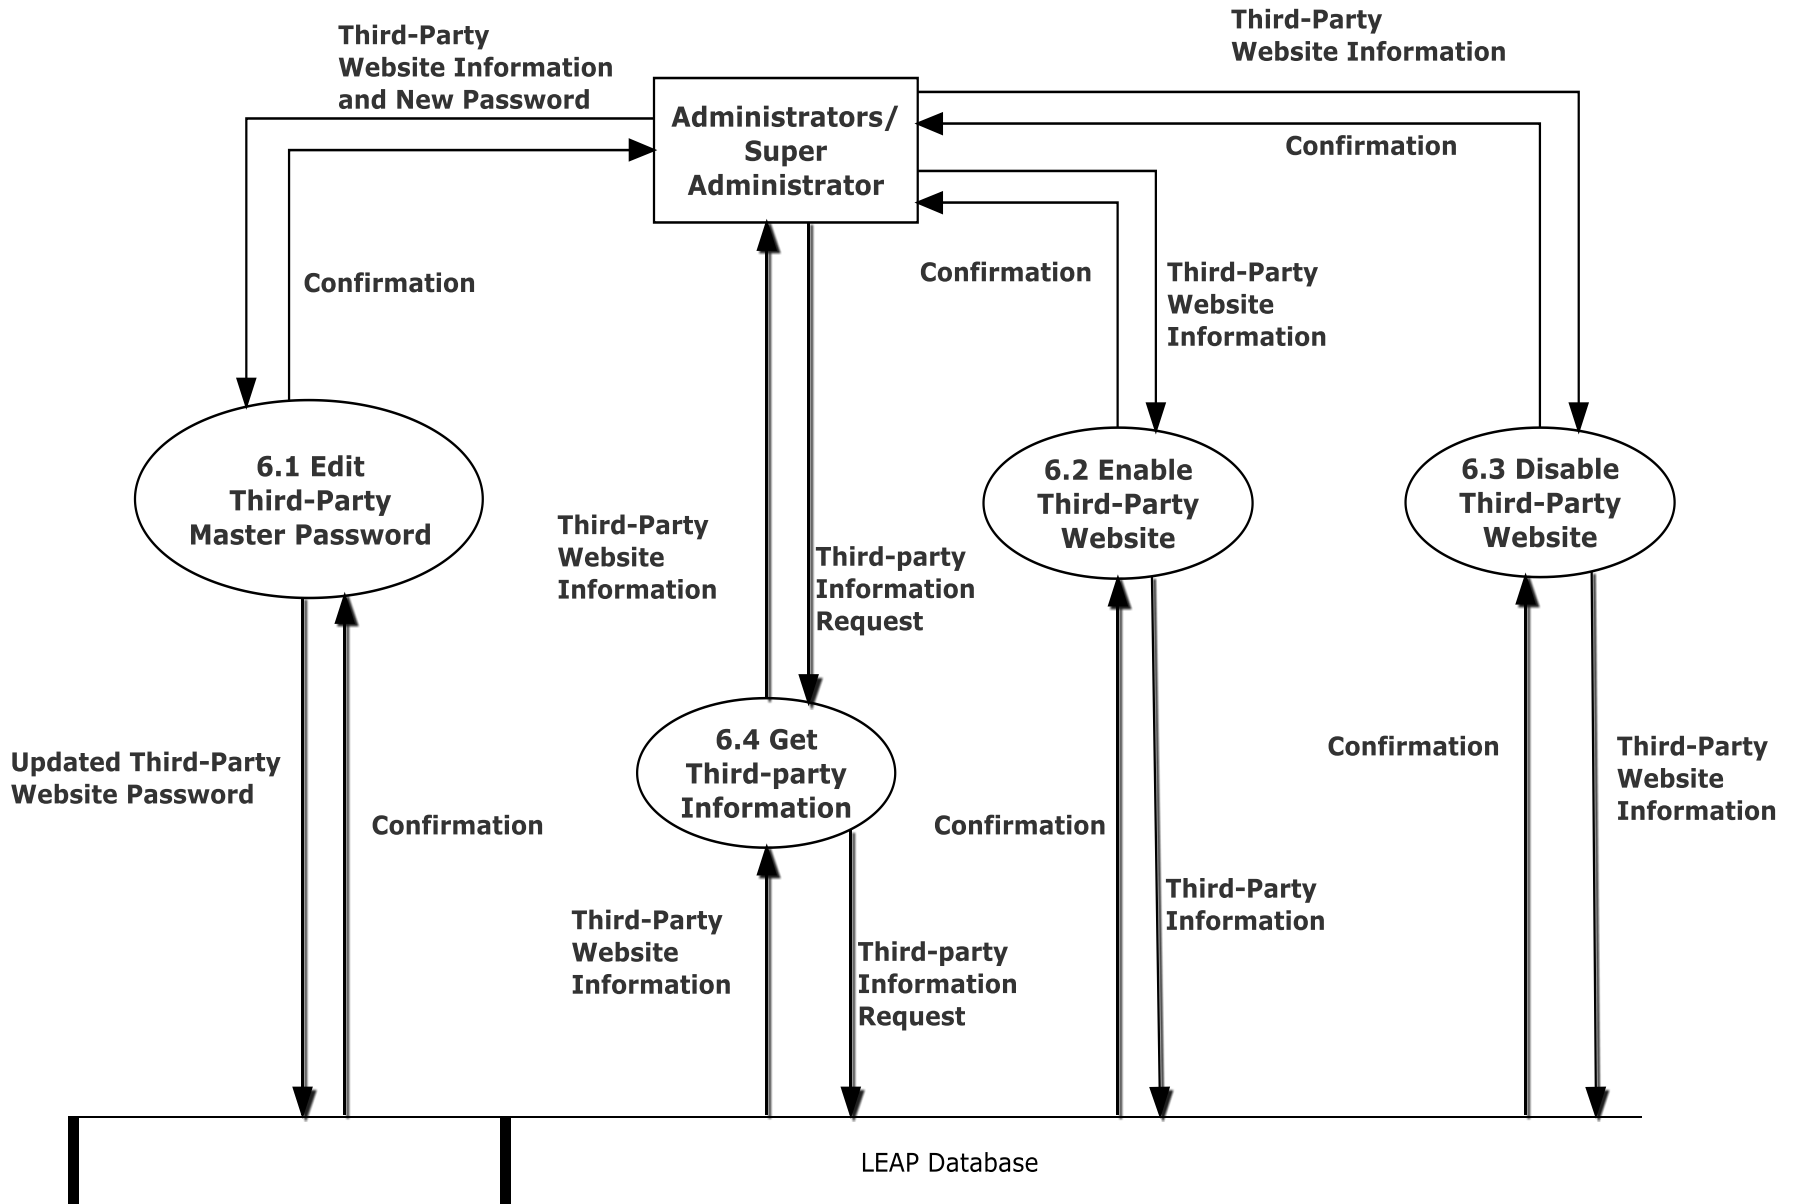 Third-Party
Website Information
and New Password
Third-Party
Website Information
Administrators/
Super
Administrator
Confirmation
Confirmation
Confirmation
Third-Party
Website
Information
6.1 Edit
Third-Party
Master Password
6.2 Enable
Third-Party
Website
6.3 Disable
Third-Party
Website
Third-Party
Website
Information
Third-party
Information
Request
6.4 Get
Third-party
Information
Updated Third-Party
Website Password
Confirmation
Confirmation
Confirmation
Third-Party
Website
Information
Third-Party
Website
Information
Third-party
Information
Request
Third-Party
Information
LEAP Database